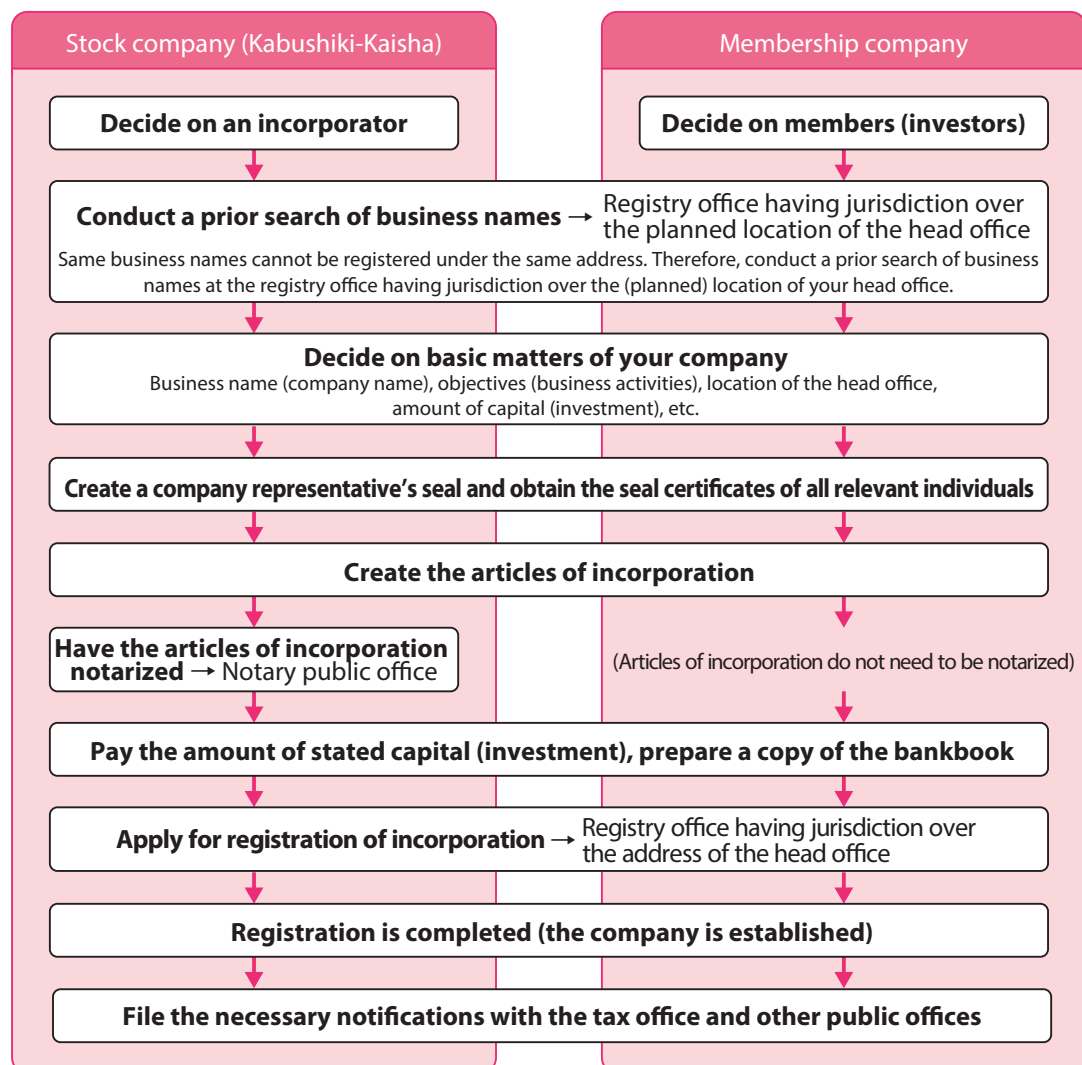 Stock company (Kabushiki-Kaisha)
Membership company
Decide on an incorporator
Decide on members (investors)
Conduct a prior search of business names → Registry office having jurisdiction over
the planned location of the head office
Same business names cannot be registered under the same address. Therefore, conduct a prior search of business
names at the registry office having jurisdiction over the (planned) location of your head office.
Decide on basic matters of your company
Business name (company name), objectives (business activities), location of the head office,
amount of capital (investment), etc.
Create a company representative's seal and obtain the seal certificates of all relevant individuals
Create the articles of incorporation
Have the articles of incorporation
notarized → Notary public office
(Articles of incorporation do not need to be notarized)
Pay the amount of stated capital (investment), prepare a copy of the bankbook
Apply for registration of incorporation → Registry office having jurisdiction over
the address of the head office
Registration is completed (the company is established)
File the necessary notifications with the tax office and other public offices